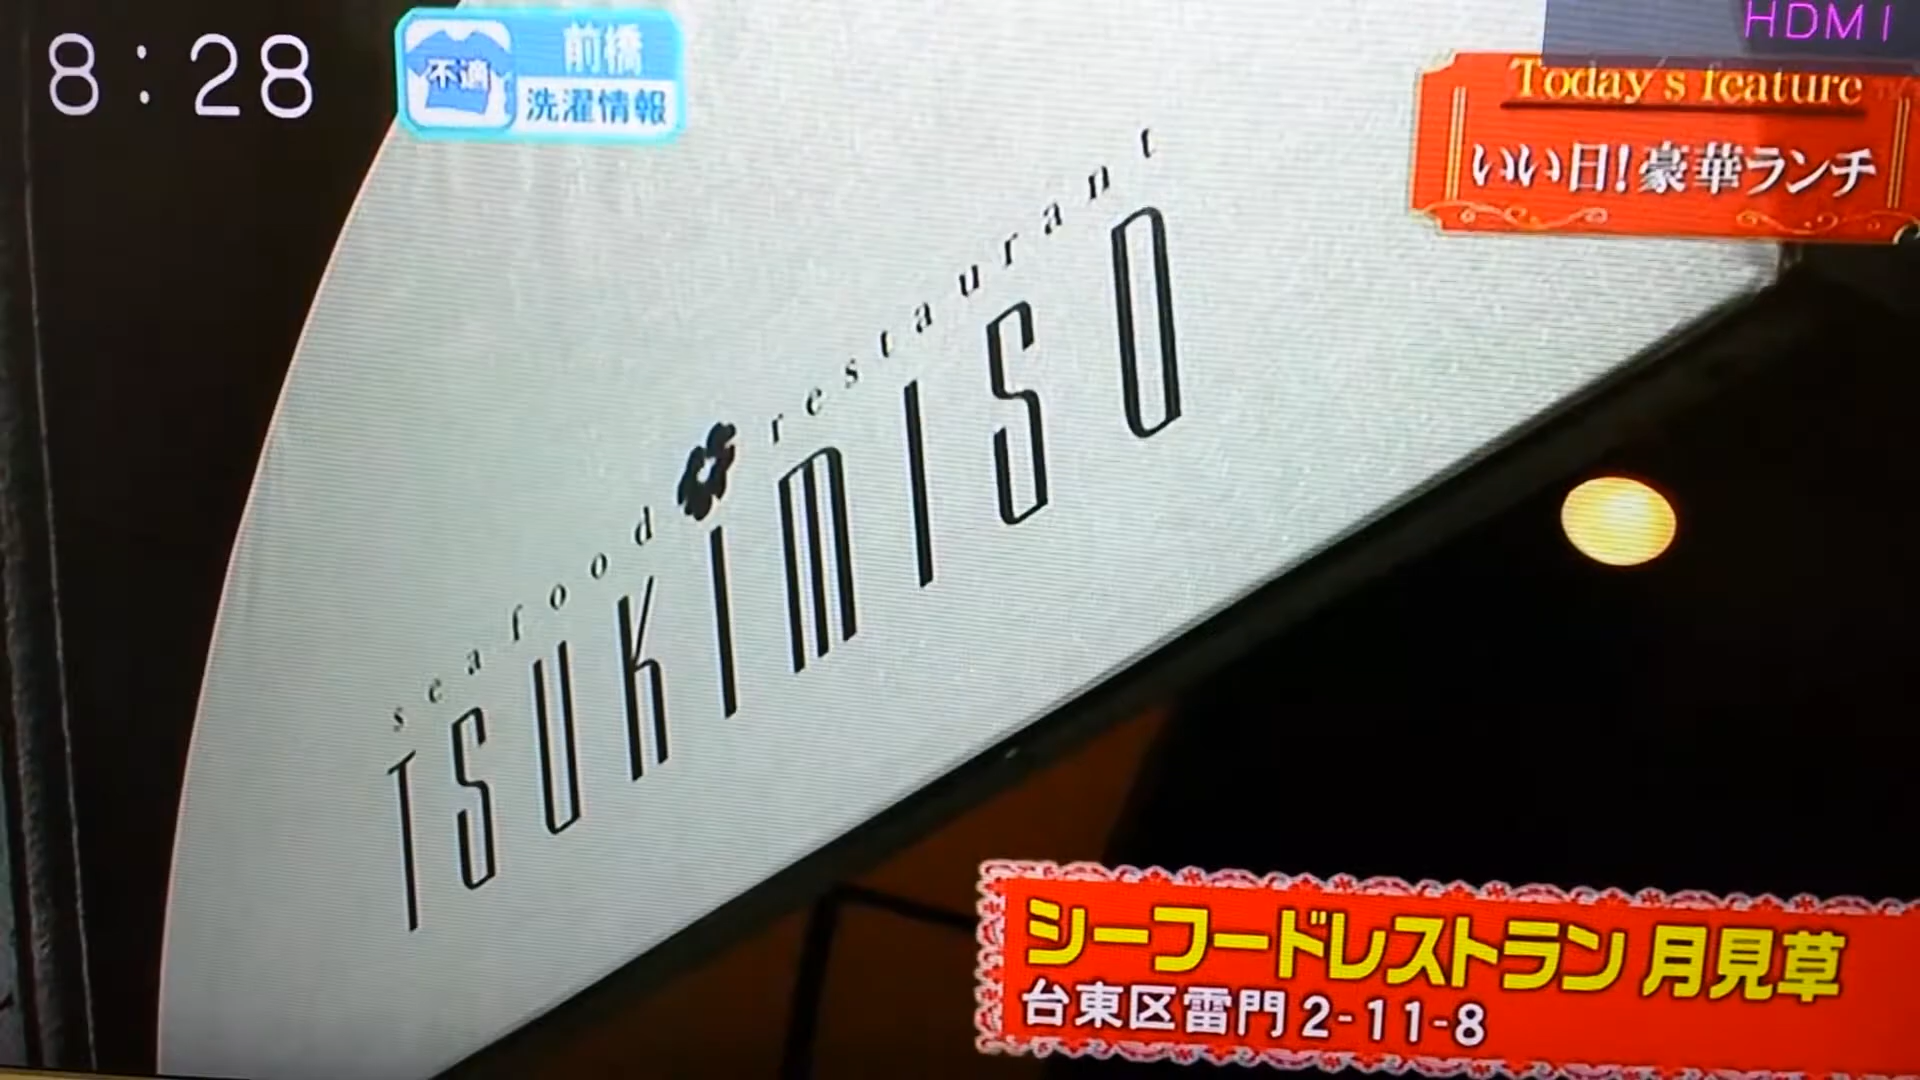 8:28
前橋
不適
洗濯情報
HDMI
Today's feature
いい日!豪華ランチ
seafood restaurant
TSUKIMISO
シーフードレストラン 月見草
台東区雷門2-11-8